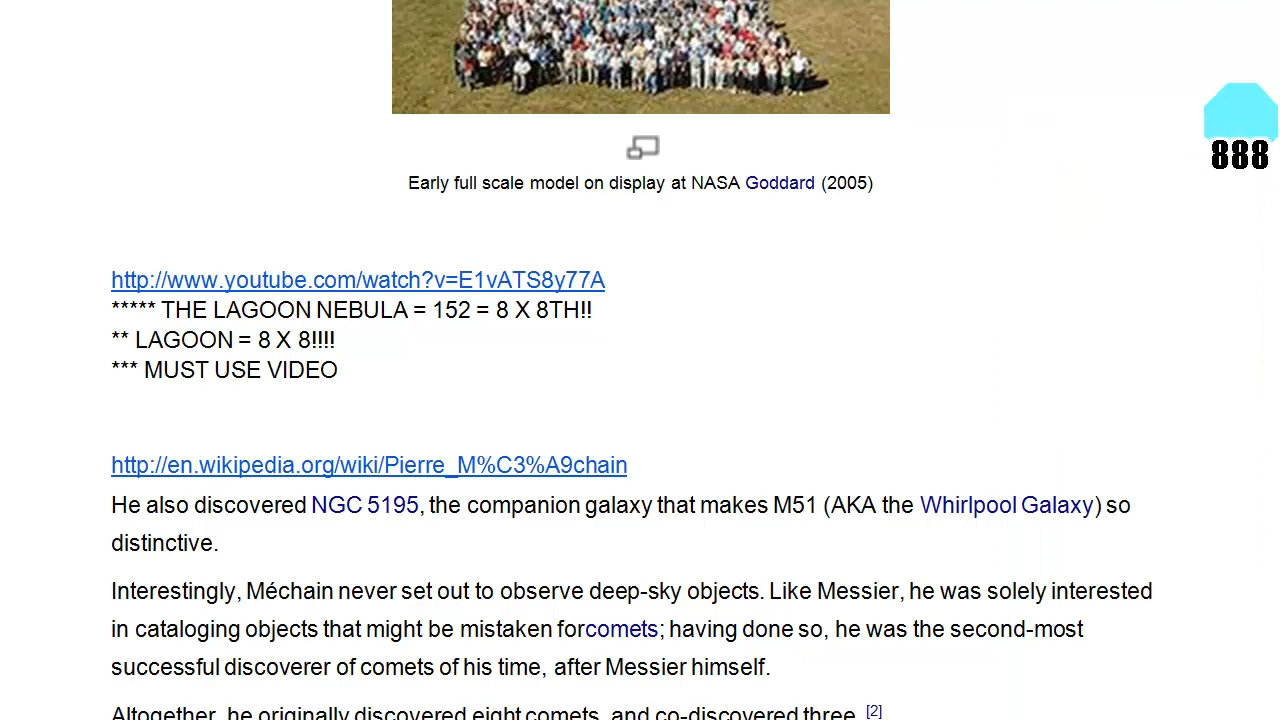 888
Early full scale model on display at NASA Goddard (2005)
http://www.youtube.com/watch?v=E1vATS8y77A
***** THE LAGOON NEBULA = 152 = 8 X 8TH!!
** LAGOON = 8 X 8!!!!
*** MUST USE VIDEO
http://en.wikipedia.org/wiki/Pierre_M%C3%A9chain
He also discovered NGC 5195, the companion galaxy that makes M51 (AKA the Whirlpool Galaxy) so
distinctive.
Interestingly, Méchain never set out to observe deep-sky objects. Like Messier, he was solely interested
in cataloging objects that might be mistaken forcomets; having done so, he was the second-most
successful discoverer of comets of his time, after Messier himself.
Altogether, he originally discovered eight comets, and co-discovered three. [2]